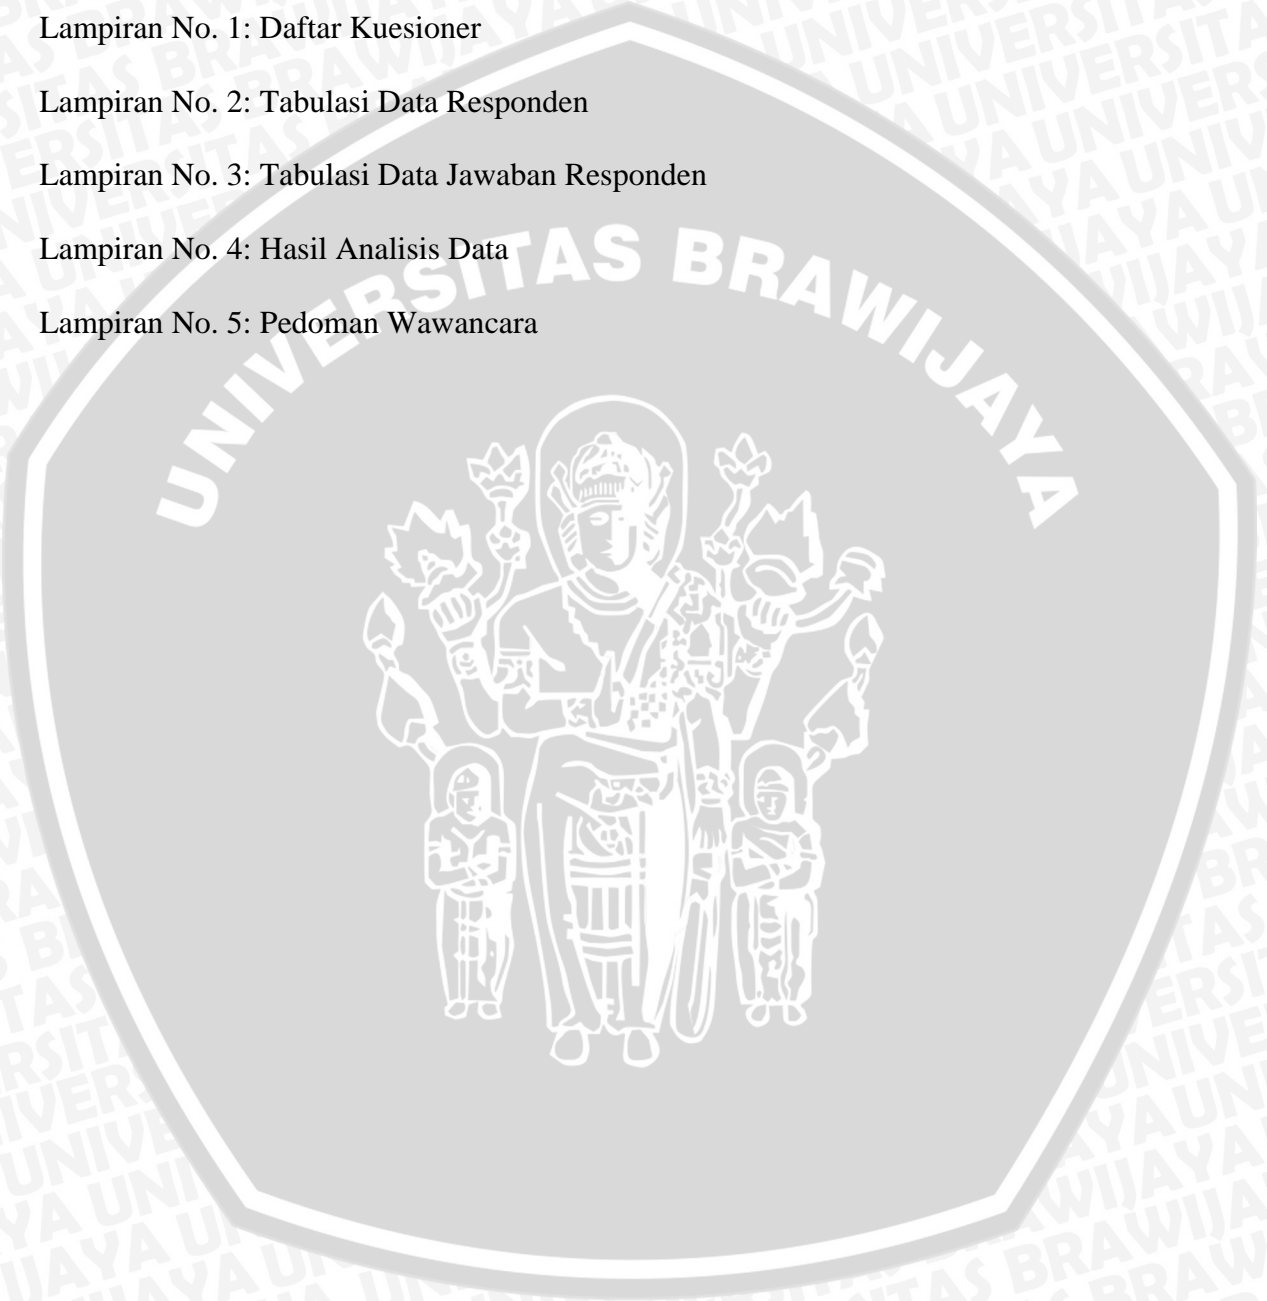 Lampiran No. 1: Daftar Kuesioner
Lampiran No. 2: Tabulasi Data Responden
Lampiran No. 3: Tabulasi Data Jawaban Responden
Lampiran No. 4: Hasil Analisis Data
Lampiran No. 5: Pedoman Wawancara
UNIVERSITAS BRAWIJAYA